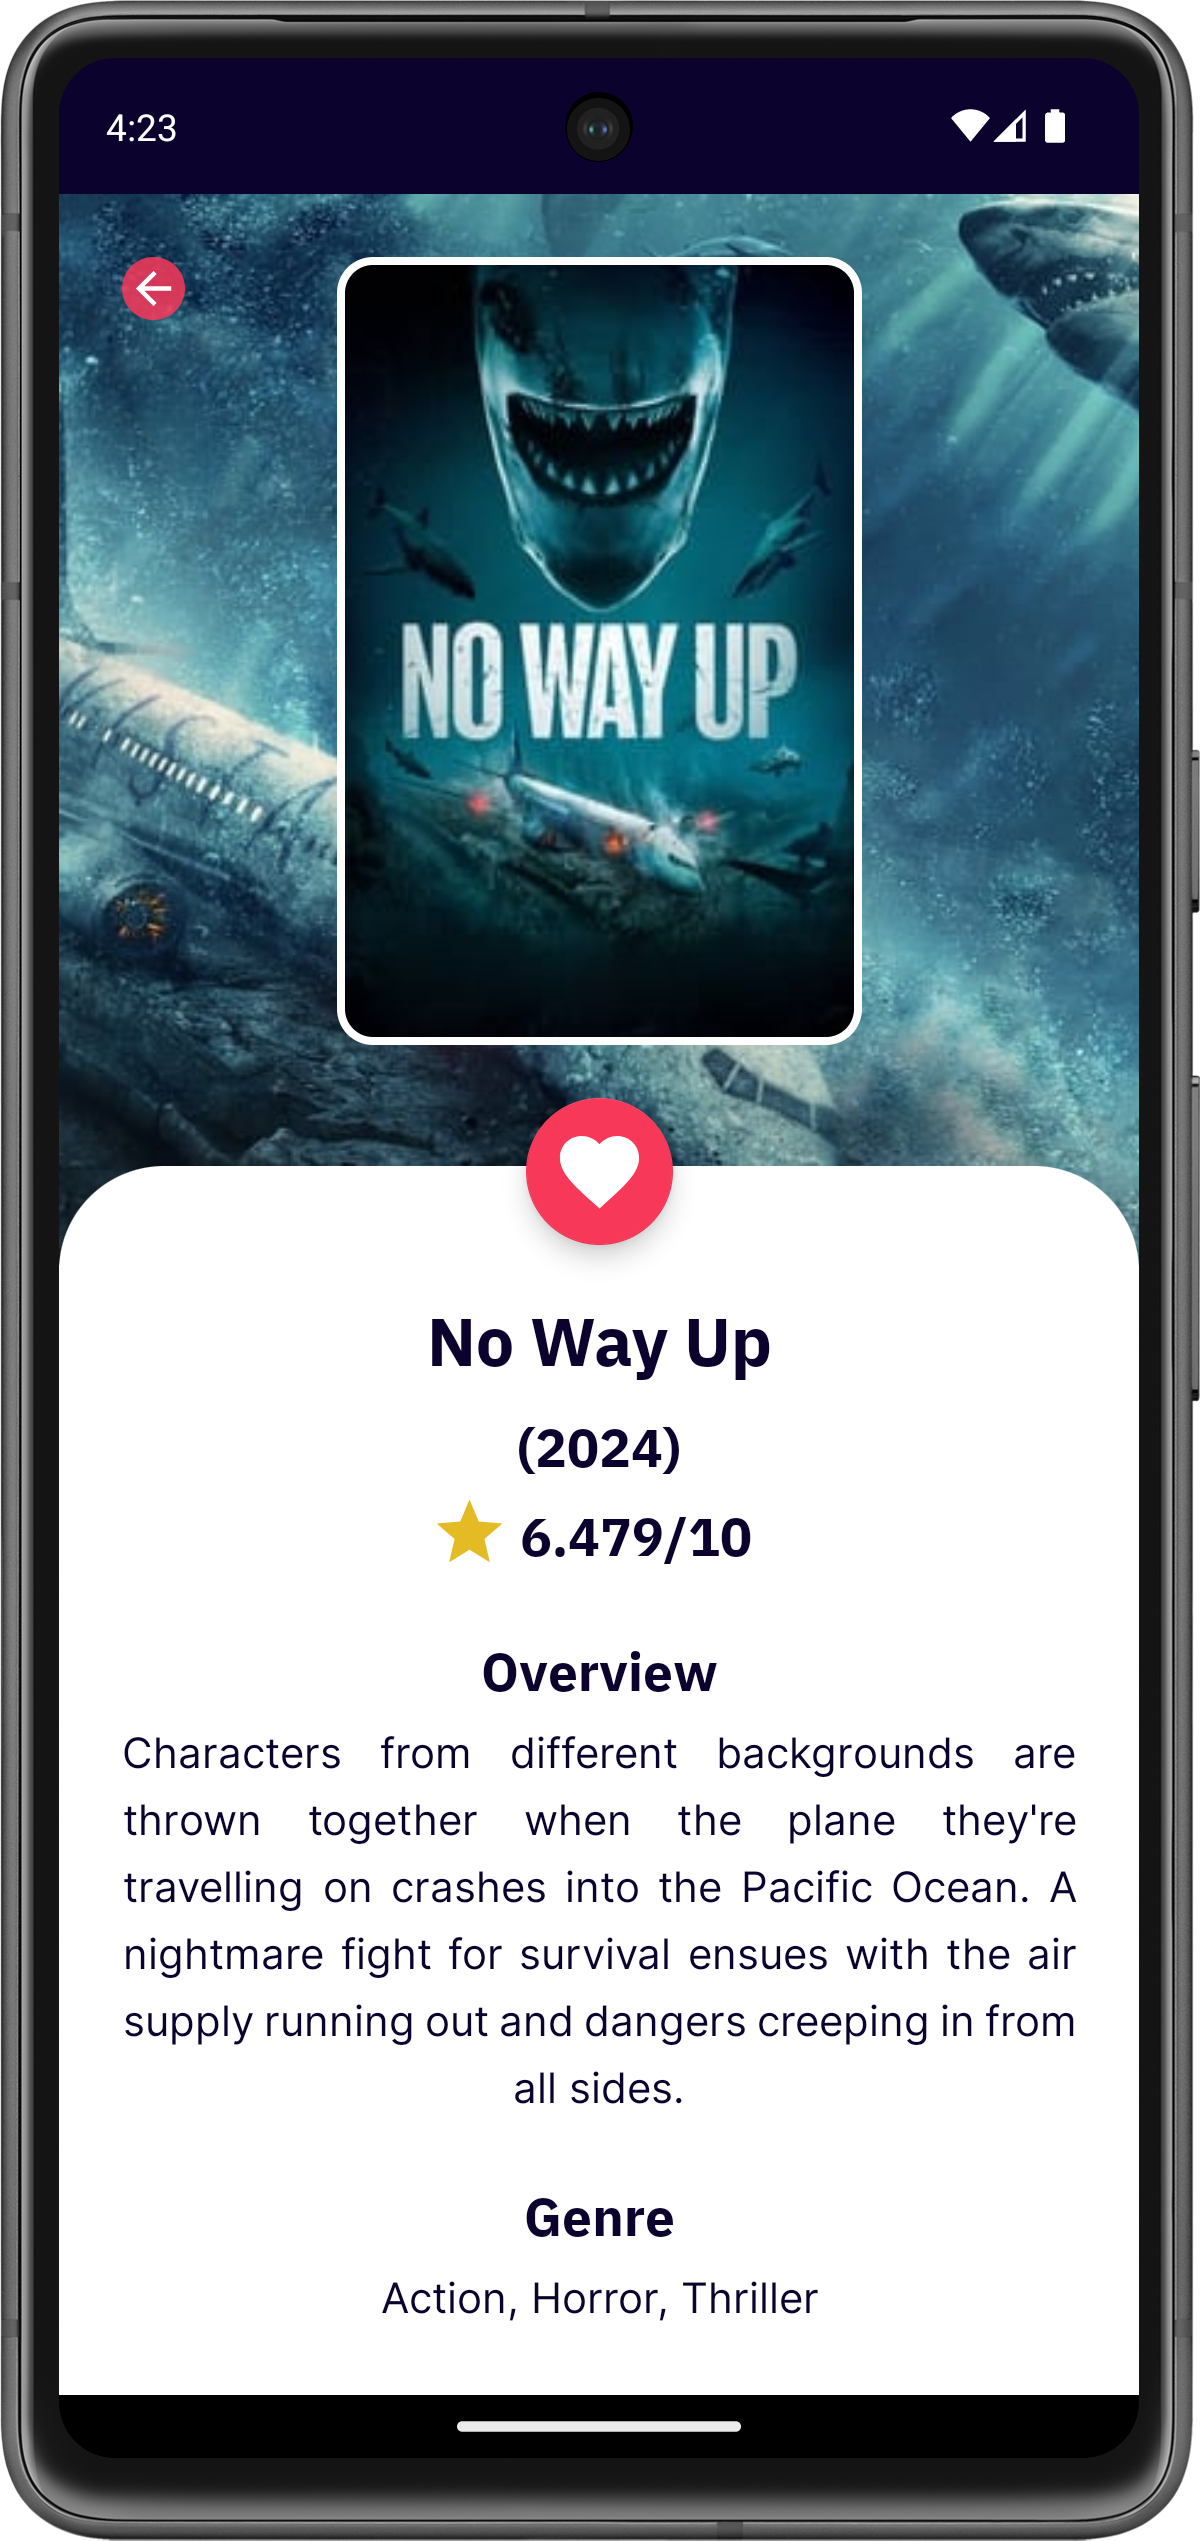 4:23
NO WAY UP
No Way Up
(2024)
6.479/10
Overview
Characters from different backgrounds are
thrown together when the plane they're
travelling on crashes into the Pacific Ocean. A
nightmare fight for survival ensues with the air
supply running out and dangers creeping in from
all sides.
Genre
Action, Horror, Thriller